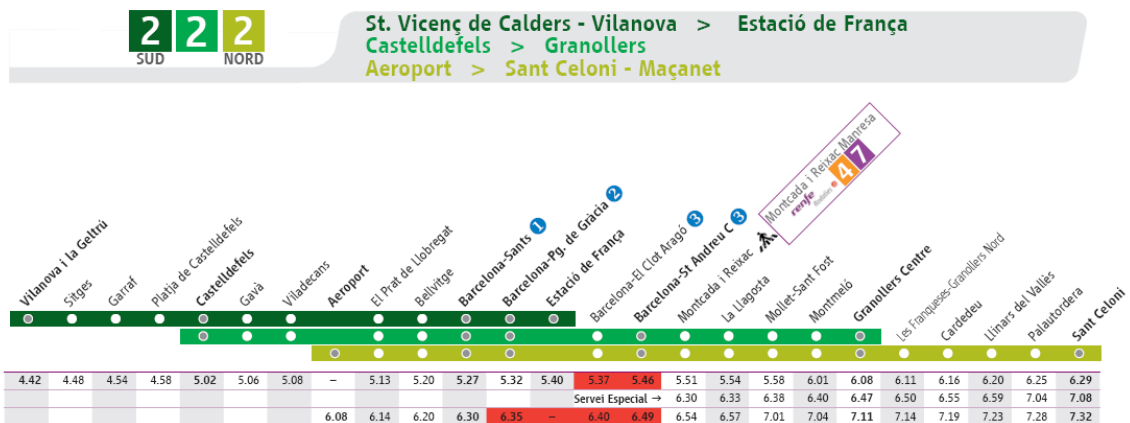 2 2 2
SUD NORD
St. Vicenç de Calders - Vilanova > Estació de França
Castelldefels > Granollers
Aeroport > Sant Celoni - Maçanet
Montcada i Reixac Manresa
renfe Rodalies 4 7
Vilanova i la Geltrú
Sitges
Garraf
Platja de Castelldefels
Castelldefels
Gavà
Viladecans
Aeroport
El Prat de Llobregat
Bellvitge
Barcelona-Sants 1
Barcelona-Pg. de Gràcia 2
Estació de França
Barcelona-El Clot Aragó 3
Barcelona-St Andreu C 3
Montcada i Reixac
La Llagosta
Mollet-Sant Fost
Montmeló
Granollers Centre
Les Franqueses-Granollers Nord
Cardedeu
Llinars del Vallès
Palautordera
Sant Celoni
4.42 4.48 4.54 4.58 5.02 5.06 5.08 – 5.13 5.20 5.27 5.32 5.40 5.37 5.46 5.51 5.54 5.58 6.01 6.08 6.11 6.16 6.20 6.25 6.29
Servei Especial → 6.30 6.33 6.38 6.40 6.47 6.50 6.55 6.59 7.04 7.08
6.08 6.14 6.20 6.30 6.35 – 6.40 6.49 6.54 6.57 7.01 7.04 7.11 7.14 7.19 7.23 7.28 7.32